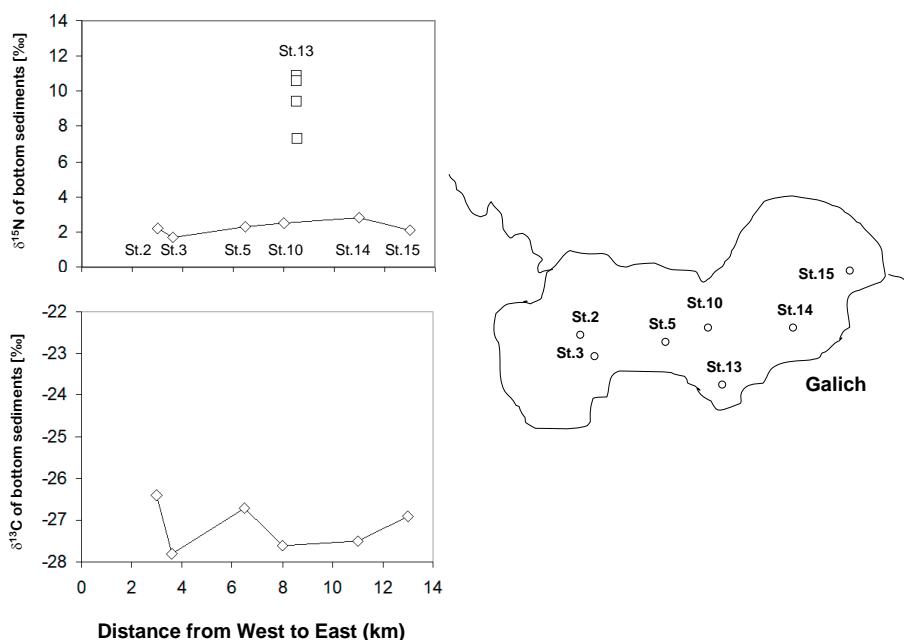 δ¹⁵N of bottom sediments [‰]
14
12
10
8
6
4
2
0
St.13
St.2
St.3
St.5
St.10
St.14
St.15
δ¹³C of bottom sediments [‰]
-22
-23
-24
-25
-26
-27
-28
0
2
4
6
8
10
12
14
Distance from West to East (km)
St.15
St.10
St.2
St.5
St.14
St.3
St.13
Galich